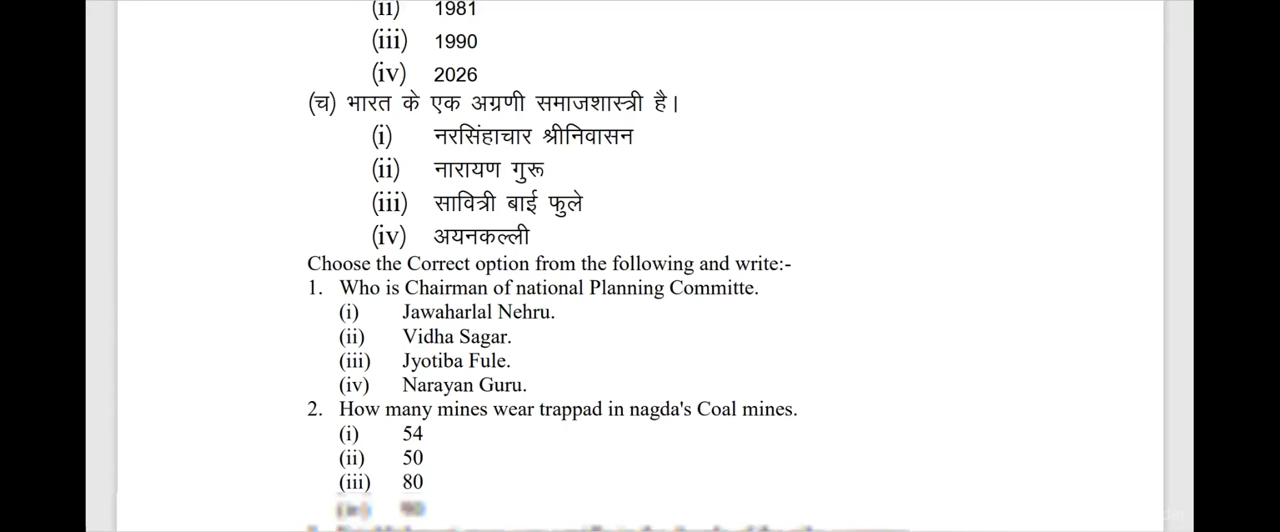 (ii) 1981
(iii) 1990
(iv) 2026
(च) भारत के एक अग्रणी समाजशास्त्री है।
(i) नरसिंहाचार श्रीनिवासन
(ii) नारायण गुरू
(iii) सावित्री बाई फुले
(iv) अयनकल्ली
Choose the Correct option from the following and write:-
1. Who is Chairman of national Planning Committe.
(i) Jawaharlal Nehru.
(ii) Vidha Sagar.
(iii) Jyotiba Fule.
(iv) Narayan Guru.
2. How many mines wear trappad in nagda's Coal mines.
(i) 54
(ii) 50
(iii) 80
(iv) 90